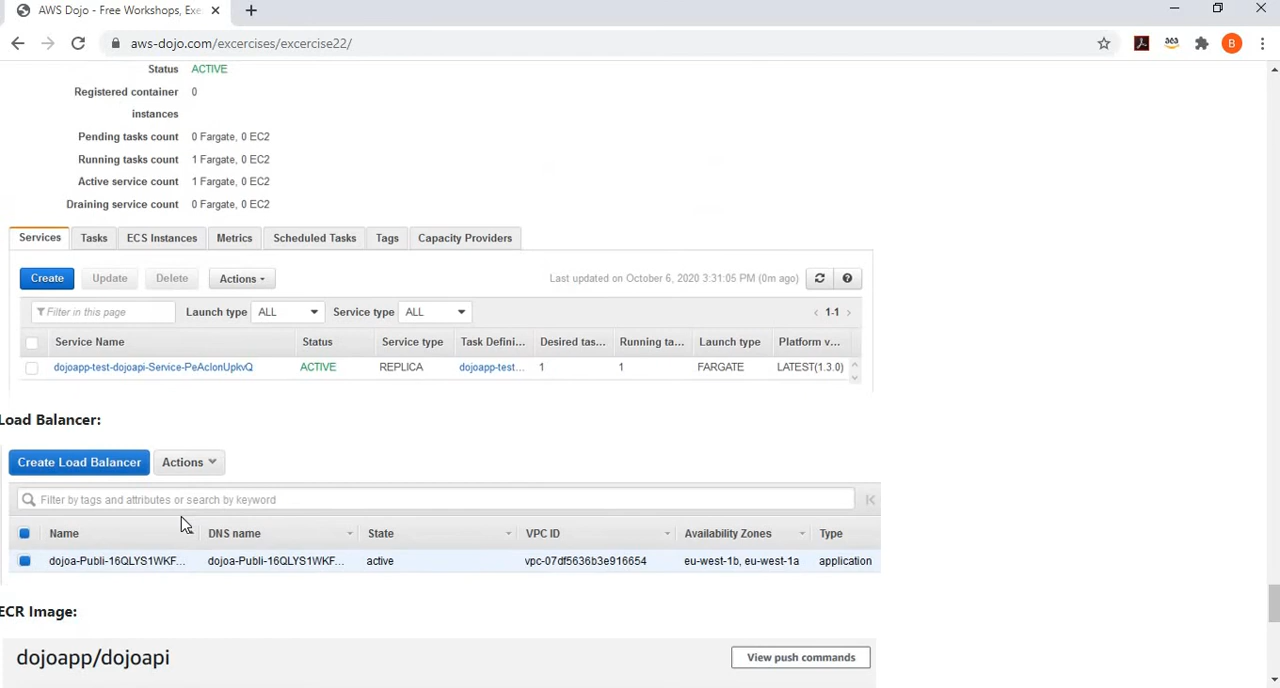 AWS Dojo - Free Workshops, Exer
aws-dojo.com/excercises/excercise22/
B
Status ACTIVE
Registered container 0
instances
Pending tasks count 0 Fargate, 0 EC2
Running tasks count 1 Fargate, 0 EC2
Active service count 1 Fargate, 0 EC2
Draining service count 0 Fargate, 0 EC2
Services Tasks ECS Instances Metrics Scheduled Tasks Tags Capacity Providers
Create Update Delete Actions Last updated on October 6, 2020 3:31:05 PM (0m ago)
Filter in this page Launch type ALL Service type ALL 1-1
Service Name Status Service type Task Defini... Desired tas... Running ta... Launch type Platform v...
dojoapp-test-dojoapi-Service-PeAcIonUpkvQ ACTIVE REPLICA dojoapp-test... 1 1 FARGATE LATEST(1.3.0)
Load Balancer:
Create Load Balancer Actions
Filter by tags and attributes or search by keyword
Name DNS name State VPC ID Availability Zones Type
dojoa-Publi-16QLYS1WKF... dojoa-Publi-16QLYS1WKF... active vpc-07df5636b3e916654 eu-west-1b, eu-west-1a application
ECR Image:
dojoapp/dojoapi View push commands